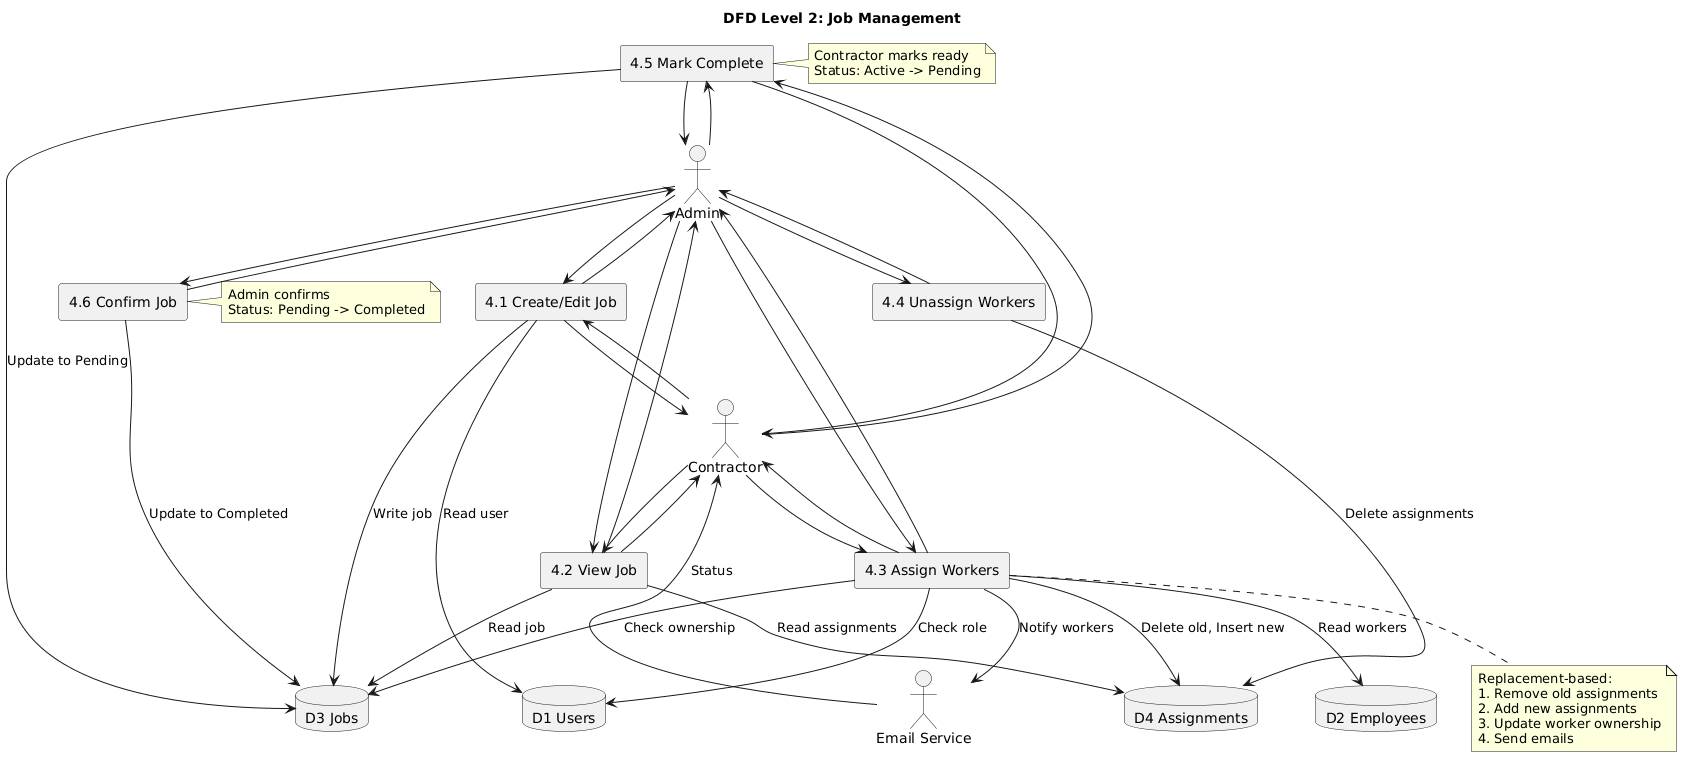 DFD Level 2: Job Management
4.5 Mark Complete
Contractor marks ready
Status: Active -> Pending
Admin
4.6 Confirm Job
Admin confirms
Status: Pending -> Completed
4.1 Create/Edit Job
4.4 Unassign Workers
Update to Pending
Contractor
Update to Completed
Write job
Read user
Delete assignments
4.2 View Job
Status
4.3 Assign Workers
Read job
Check ownership
Read assignments
Check role
Notify workers
Delete old, Insert new
Read workers
D3 Jobs
D1 Users
Email Service
D4 Assignments
D2 Employees
Replacement-based:
1. Remove old assignments
2. Add new assignments
3. Update worker ownership
4. Send emails